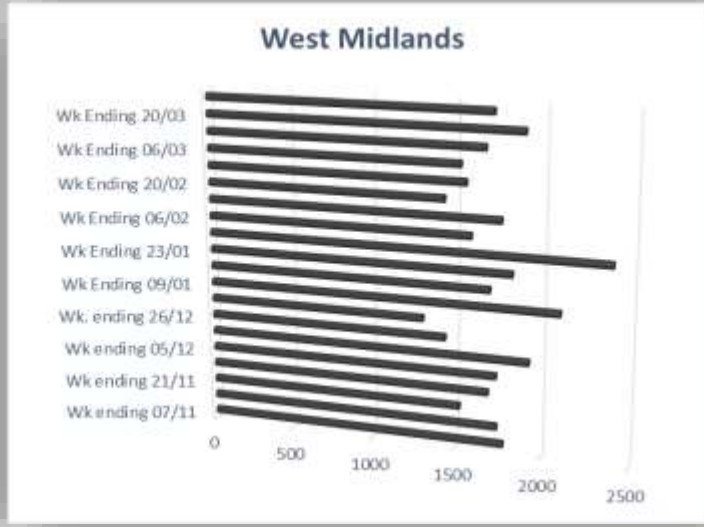 West Midlands
Wk Ending 20/03
Wk Ending 06/03
Wk Ending 20/02
Wk Ending 06/02
Wk Ending 23/01
Wk Ending 09/01
Wk. ending 26/12
Wk ending 05/12
Wk ending 21/11
Wk ending 07/11
0
500
1000
1500
2000
2500